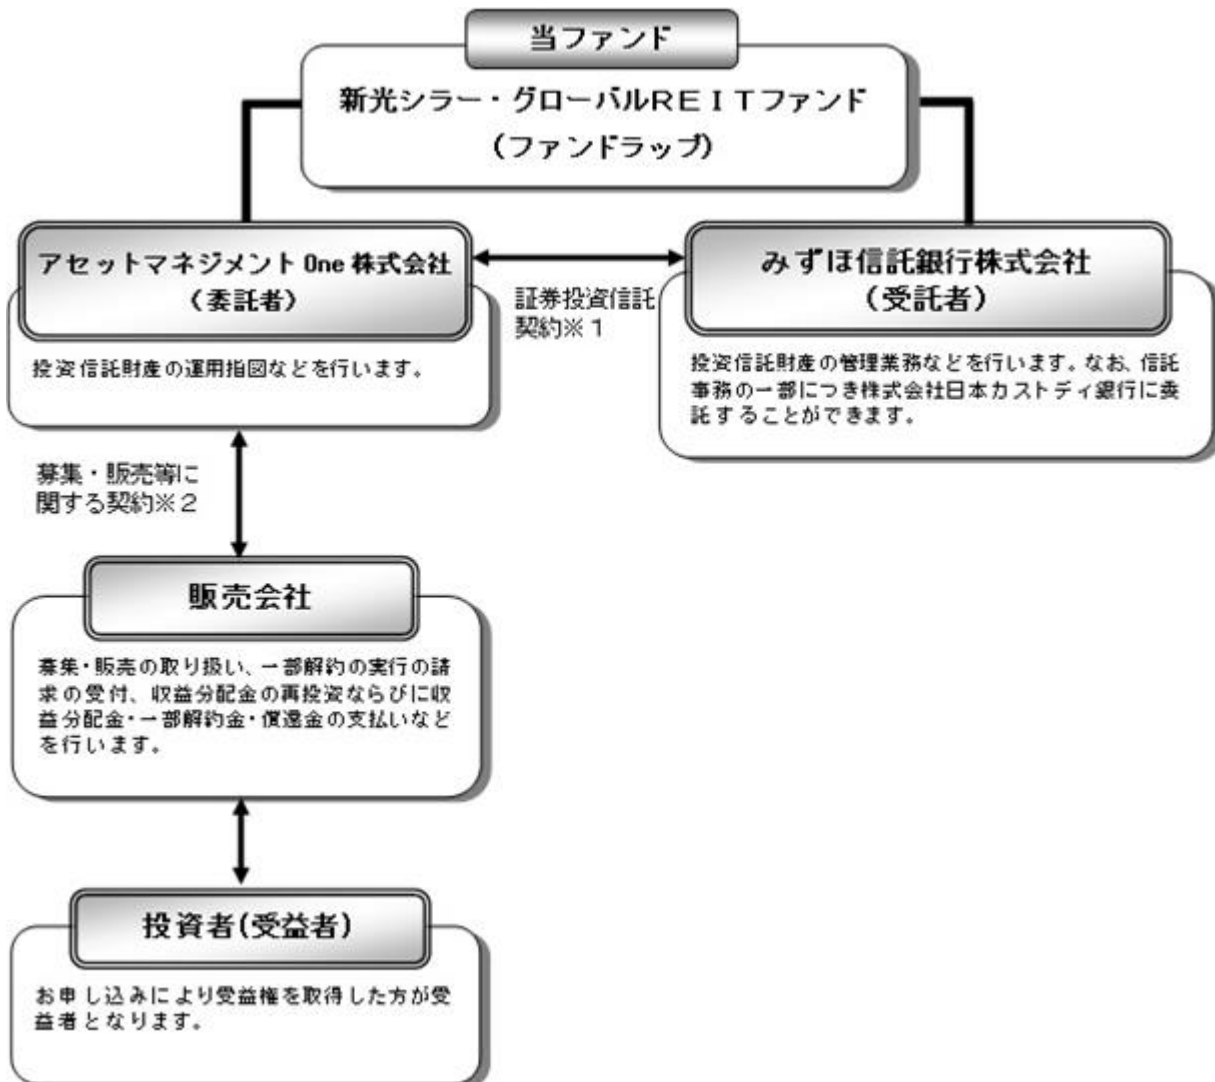 当ファンド
新光シラー・グローバルREITファンド
(ファンドラップ)
アセットマネジメント One 株式会社
(委託者)
投資信託財産の運用指図などを行います。
証券投資信託
契約※1
みずほ信託銀行株式会社
(受託者)
投資信託財産の管理業務などを行います。なお、信託
事務の一部につき株式会社日本カストディ銀行に委
託することができます。
募集・販売等に
関する契約※2
販売会社
募集・販売の取り扱い、一部解約の実行の請
求の受付、収益分配金の再投資ならびに収
益分配金・一部解約金・償還金の支払いなど
を行います。
投資者(受益者)
お申し込みにより受益権を取得した方が受
益者となります。